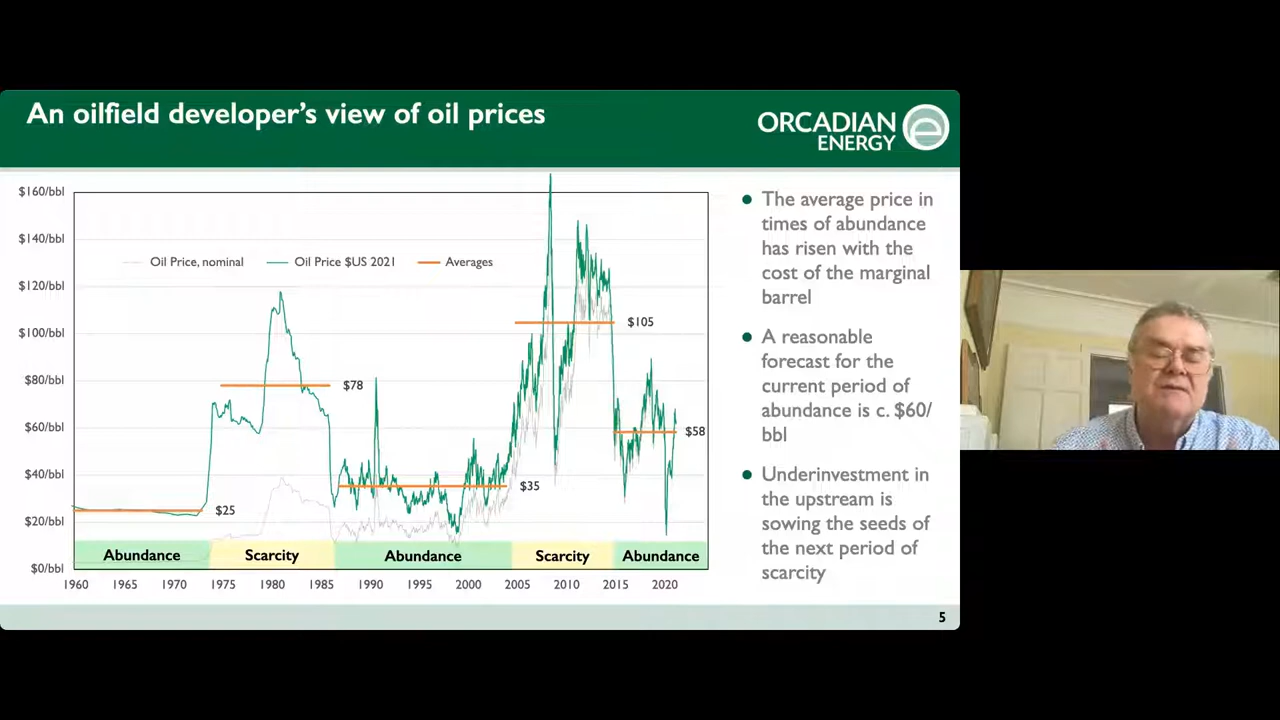 An oilfield developer's view of oil prices
ORCADIAN
ENERGY
$160/bbl
$140/bbl
$120/bbl
$100/bbl
$80/bbl
$60/bbl
$40/bbl
$20/bbl
$0/bbl
Oil Price, nominal
Oil Price $US 2021
Averages
$25
$78
$35
$105
$58
Abundance
Scarcity
Abundance
Scarcity
Abundance
1960
1965
1970
1975
1980
1985
1990
1995
2000
2005
2010
2015
2020
The average price in
times of abundance
has risen with the
cost of the marginal
barrel
A reasonable
forecast for the
current period of
abundance is c. $60/
bbl
Underinvestment in
the upstream is
sowing the seeds of
the next period of
scarcity
5